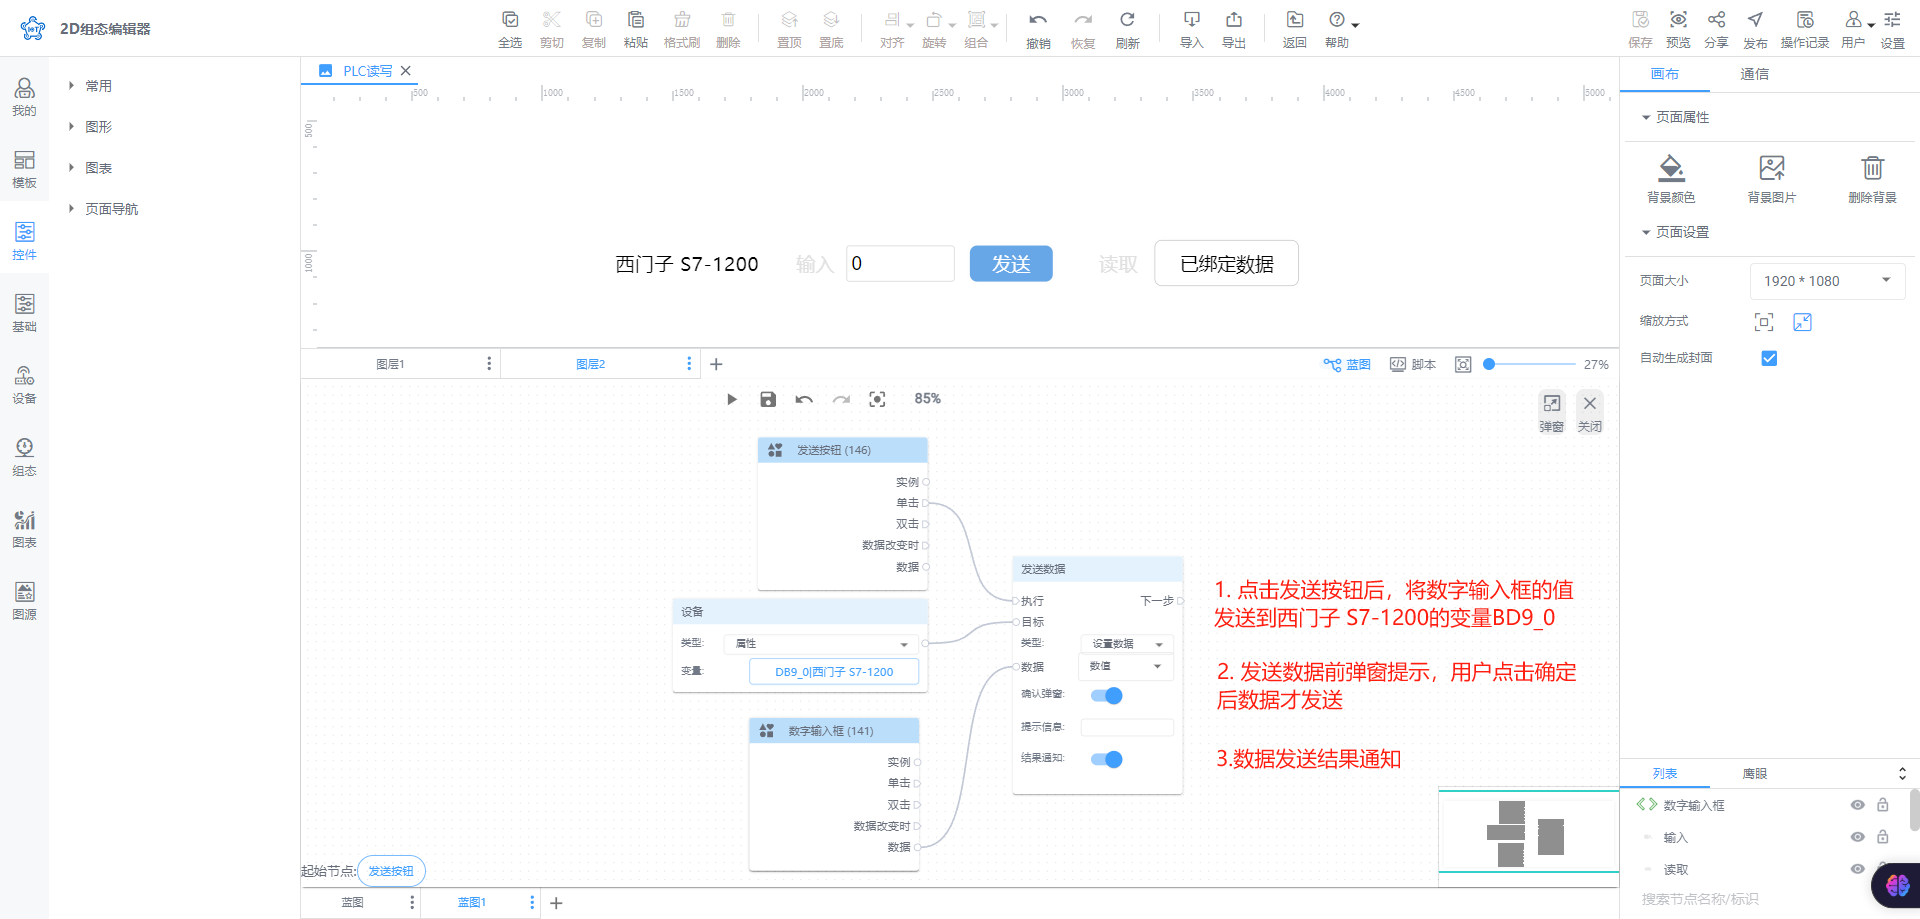 2D组态编辑器
全选 剪切 复制 粘贴 格式刷 删除 置顶 置底 对齐 旋转 组合 撤销 恢复 刷新 导入 导出 返回 帮助 保存 预览 分享 发布 操作记录 用户 设置
我的
模板
控件
基础
设备
组态
图表
图源
常用
图形
图表
页面导航
PLC读写
500 1000 1500 2000 2500 3000 3500 4000 4500 5000
500
1000
西门子 S7-1200 输入 0 发送 读取 已绑定数据
图层1 图层2 蓝图 脚本 27%
85%
弹窗 关闭
发送按钮 (146)
实例
单击
双击
数据改变时
数据
设备
类型: 属性
变量: DB9_0|西门子 S7-1200
数字输入框 (141)
实例
单击
双击
数据改变时
数据
发送数据
执行 下一步
目标
类型: 设置数据
数据 数值
确认弹窗:
提示信息:
结果通知:
1. 点击发送按钮后，将数字输入框的值
发送到西门子 S7-1200的变量BD9_0
2. 发送数据前弹窗提示，用户点击确定
后数据才发送
3.数据发送结果通知
起始节点: 发送按钮
蓝图 蓝图1
画布 通信
页面属性
背景颜色 背景图片 删除背景
页面设置
页面大小 1920 * 1080
缩放方式
自动生成封面
列表 鹰眼
数字输入框
输入
读取
搜索节点名称/标识